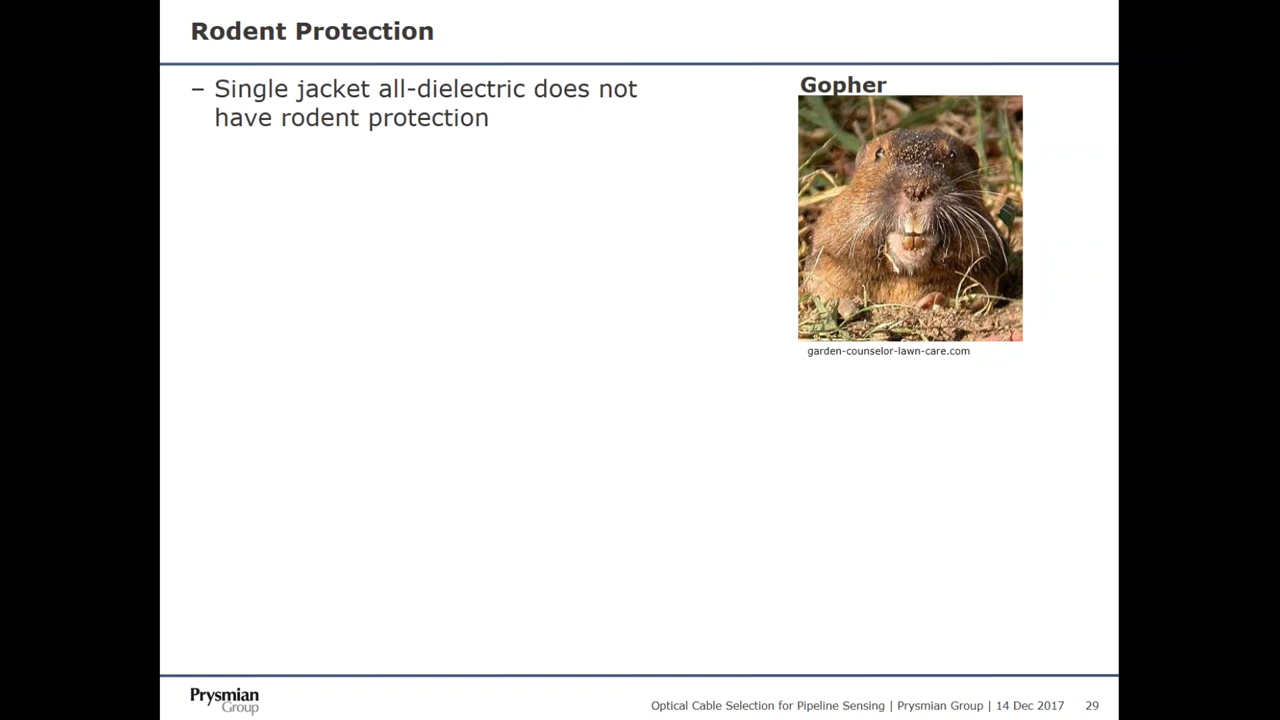 Rodent Protection
– Single jacket all-dielectric does not
have rodent protection
Gopher
garden-counselor-lawn-care.com
Prysmian
Group
Optical Cable Selection for Pipeline Sensing | Prysmian Group | 14 Dec 2017 29